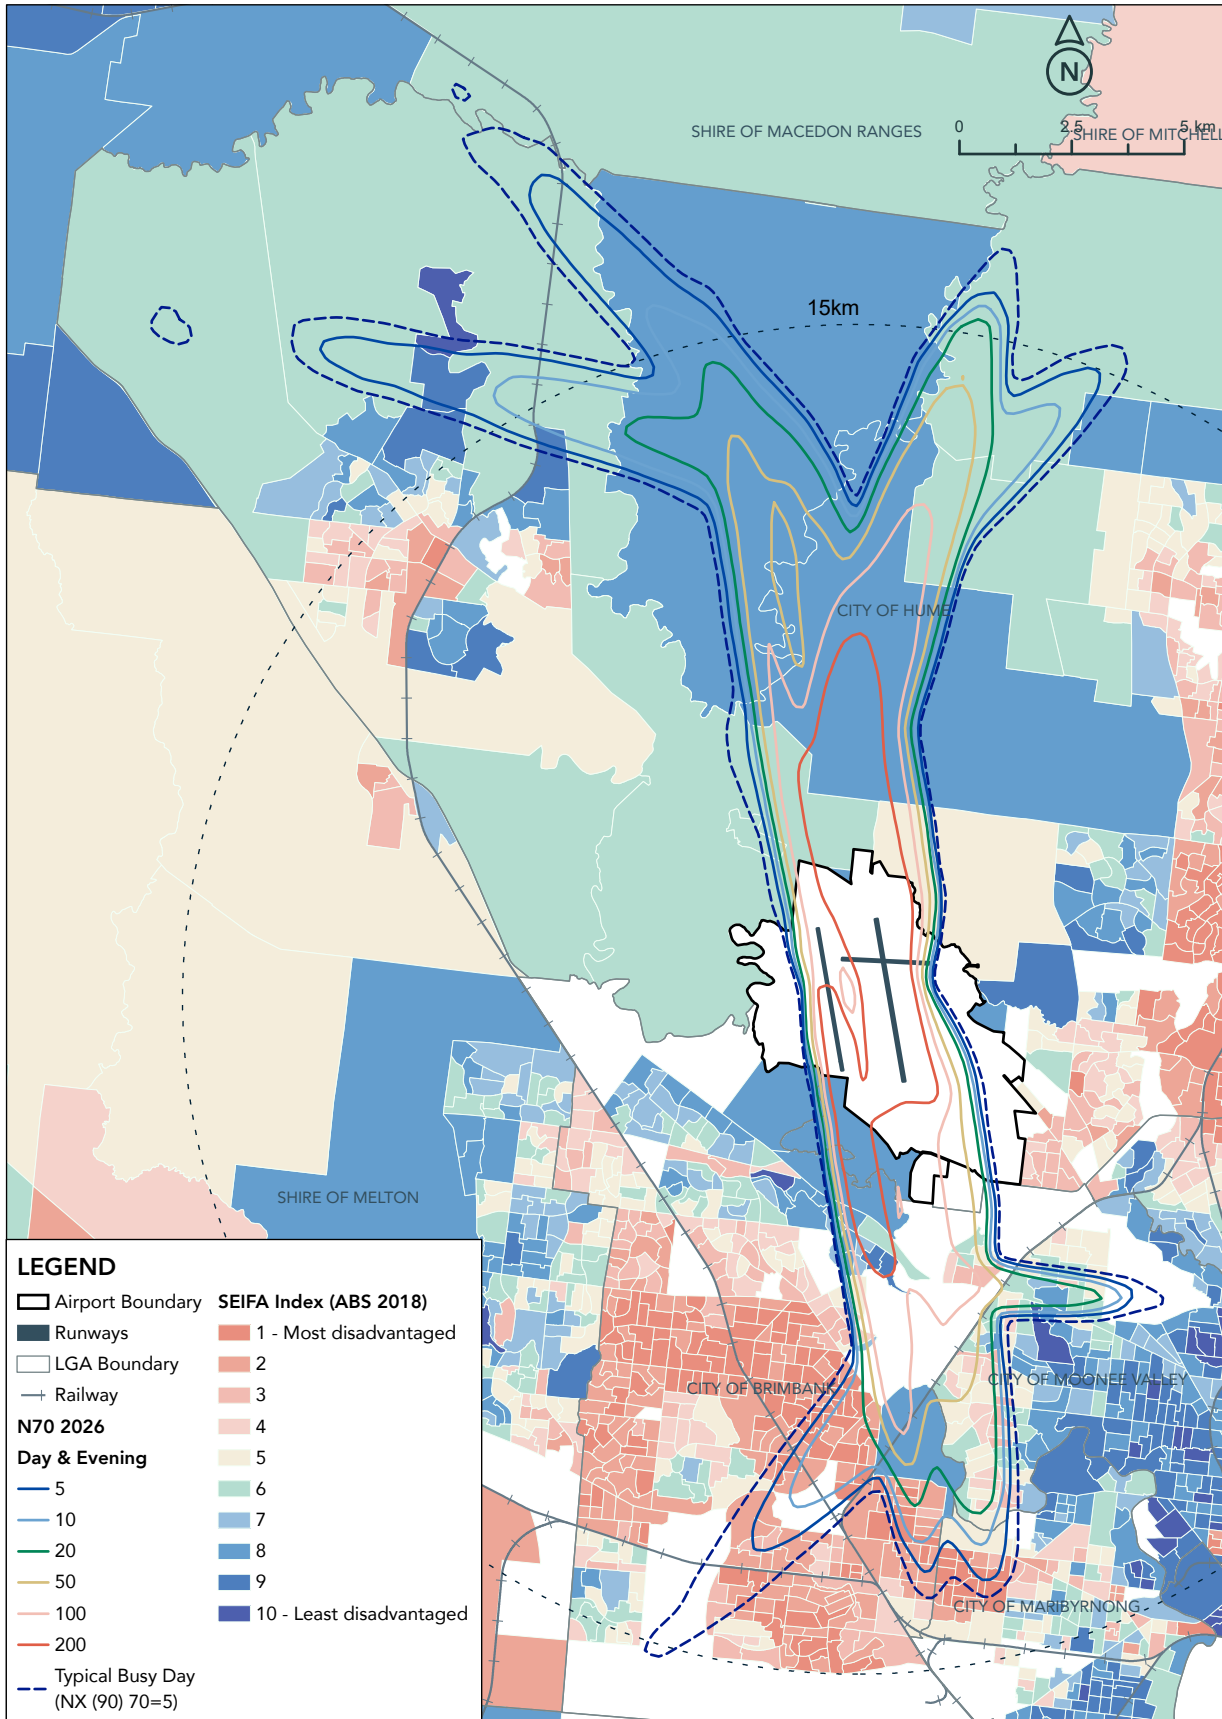 N
0 2.5 5 km
SHIRE OF MACEDON RANGES
SHIRE OF MITCHELL
15km
CITY OF HUME
SHIRE OF MELTON
CITY OF BRIMBANK
CITY OF MOONEE VALLEY
CITY OF MARIBYRNONG
LEGEND
Airport Boundary
Runways
LGA Boundary
Railway
N70 2026
Day & Evening
5
10
20
50
100
200
Typical Busy Day
(NX (90) 70=5)
SEIFA Index (ABS 2018)
1 - Most disadvantaged
2
3
4
5
6
7
8
9
10 - Least disadvantaged